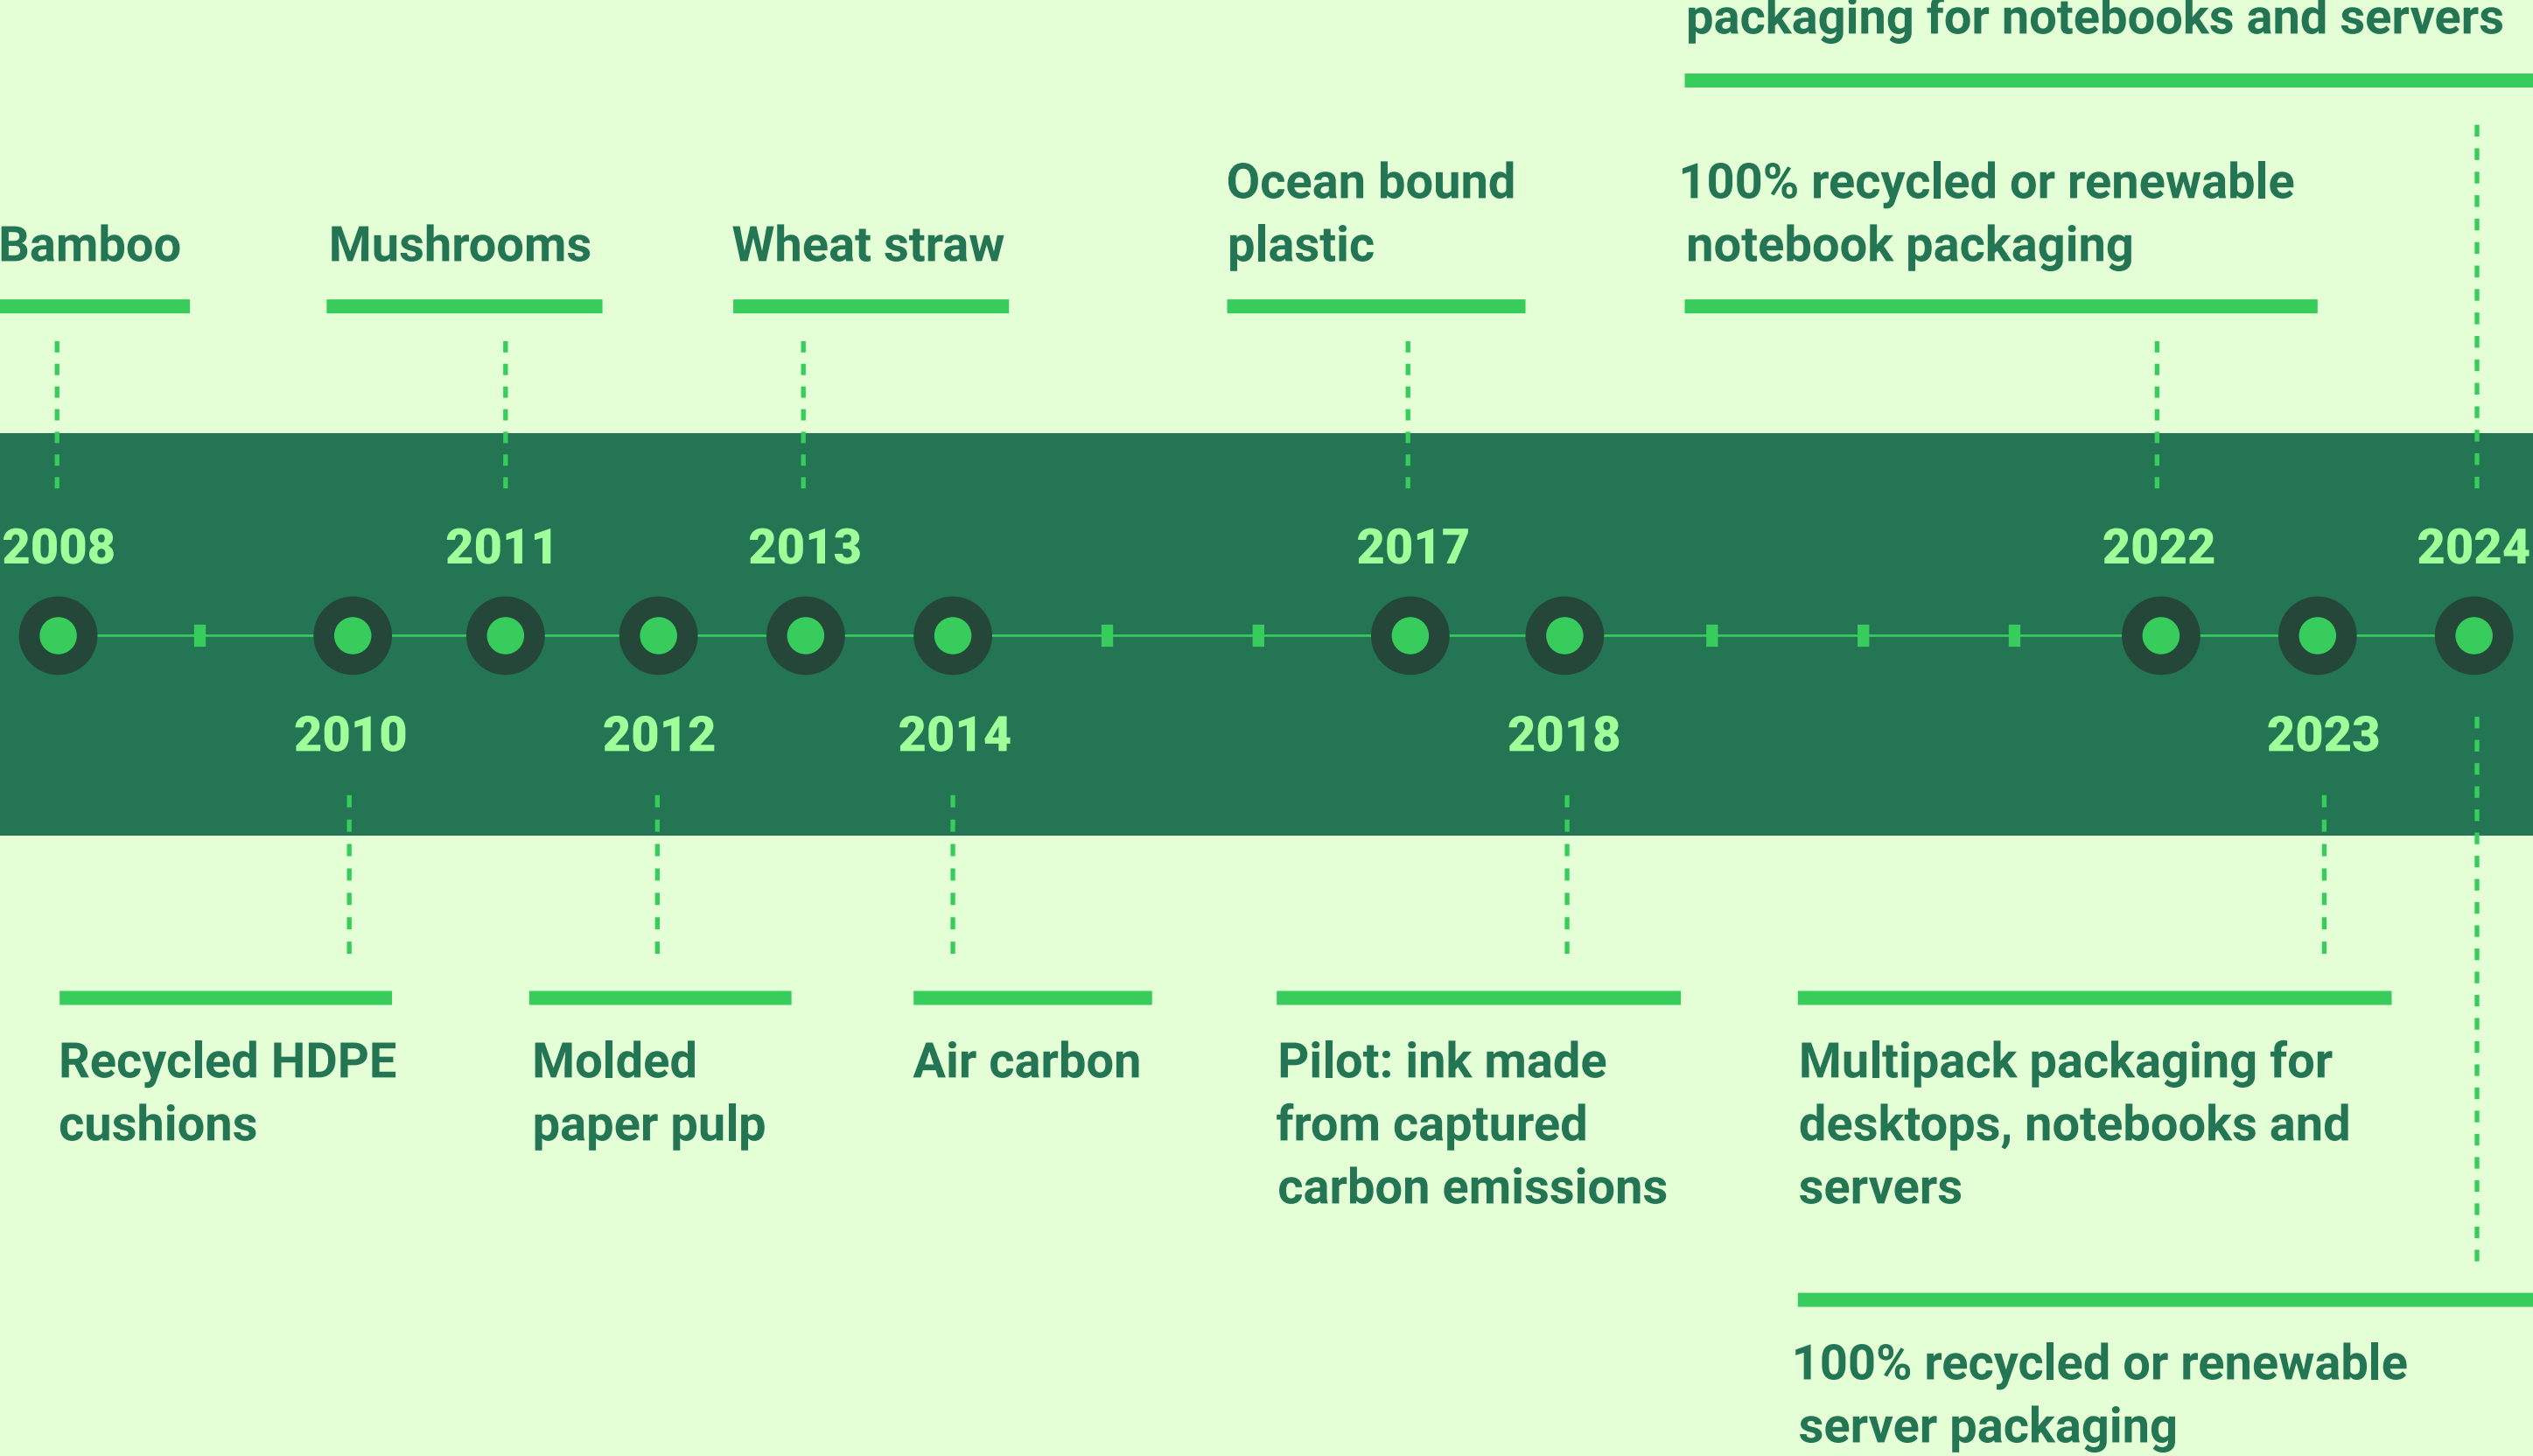 packaging for notebooks and servers
Ocean bound
plastic
100% recycled or renewable
notebook packaging
Bamboo
Mushrooms
Wheat straw
2008
2011
2013
2017
2022
2024
2010
2012
2014
2018
2023
Recycled HDPE
cushions
Molded
paper pulp
Air carbon
Pilot: ink made
from captured
carbon emissions
Multipack packaging for
desktops, notebooks and
servers
100% recycled or renewable
server packaging